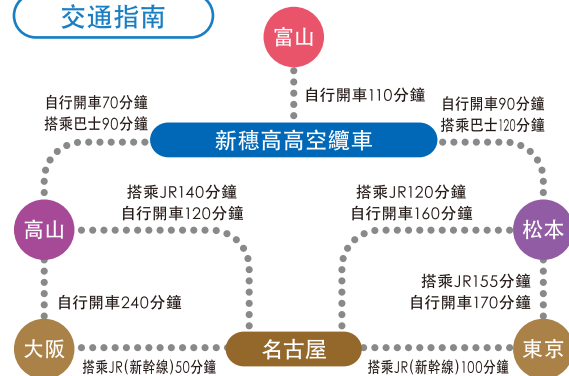 交通指南
富山
自行開車110分鐘
自行開車70分鐘
搭乘巴士90分鐘
自行開車90分鐘
搭乘巴士120分鐘
新穗高高空纜車
搭乘JR140分鐘
自行開車120分鐘
搭乘JR120分鐘
自行開車160分鐘
高山
松本
搭乘JR155分鐘
自行開車170分鐘
自行開車240分鐘
大阪
名古屋
東京
搭乘JR(新幹線)50分鐘
搭乘JR(新幹線)100分鐘